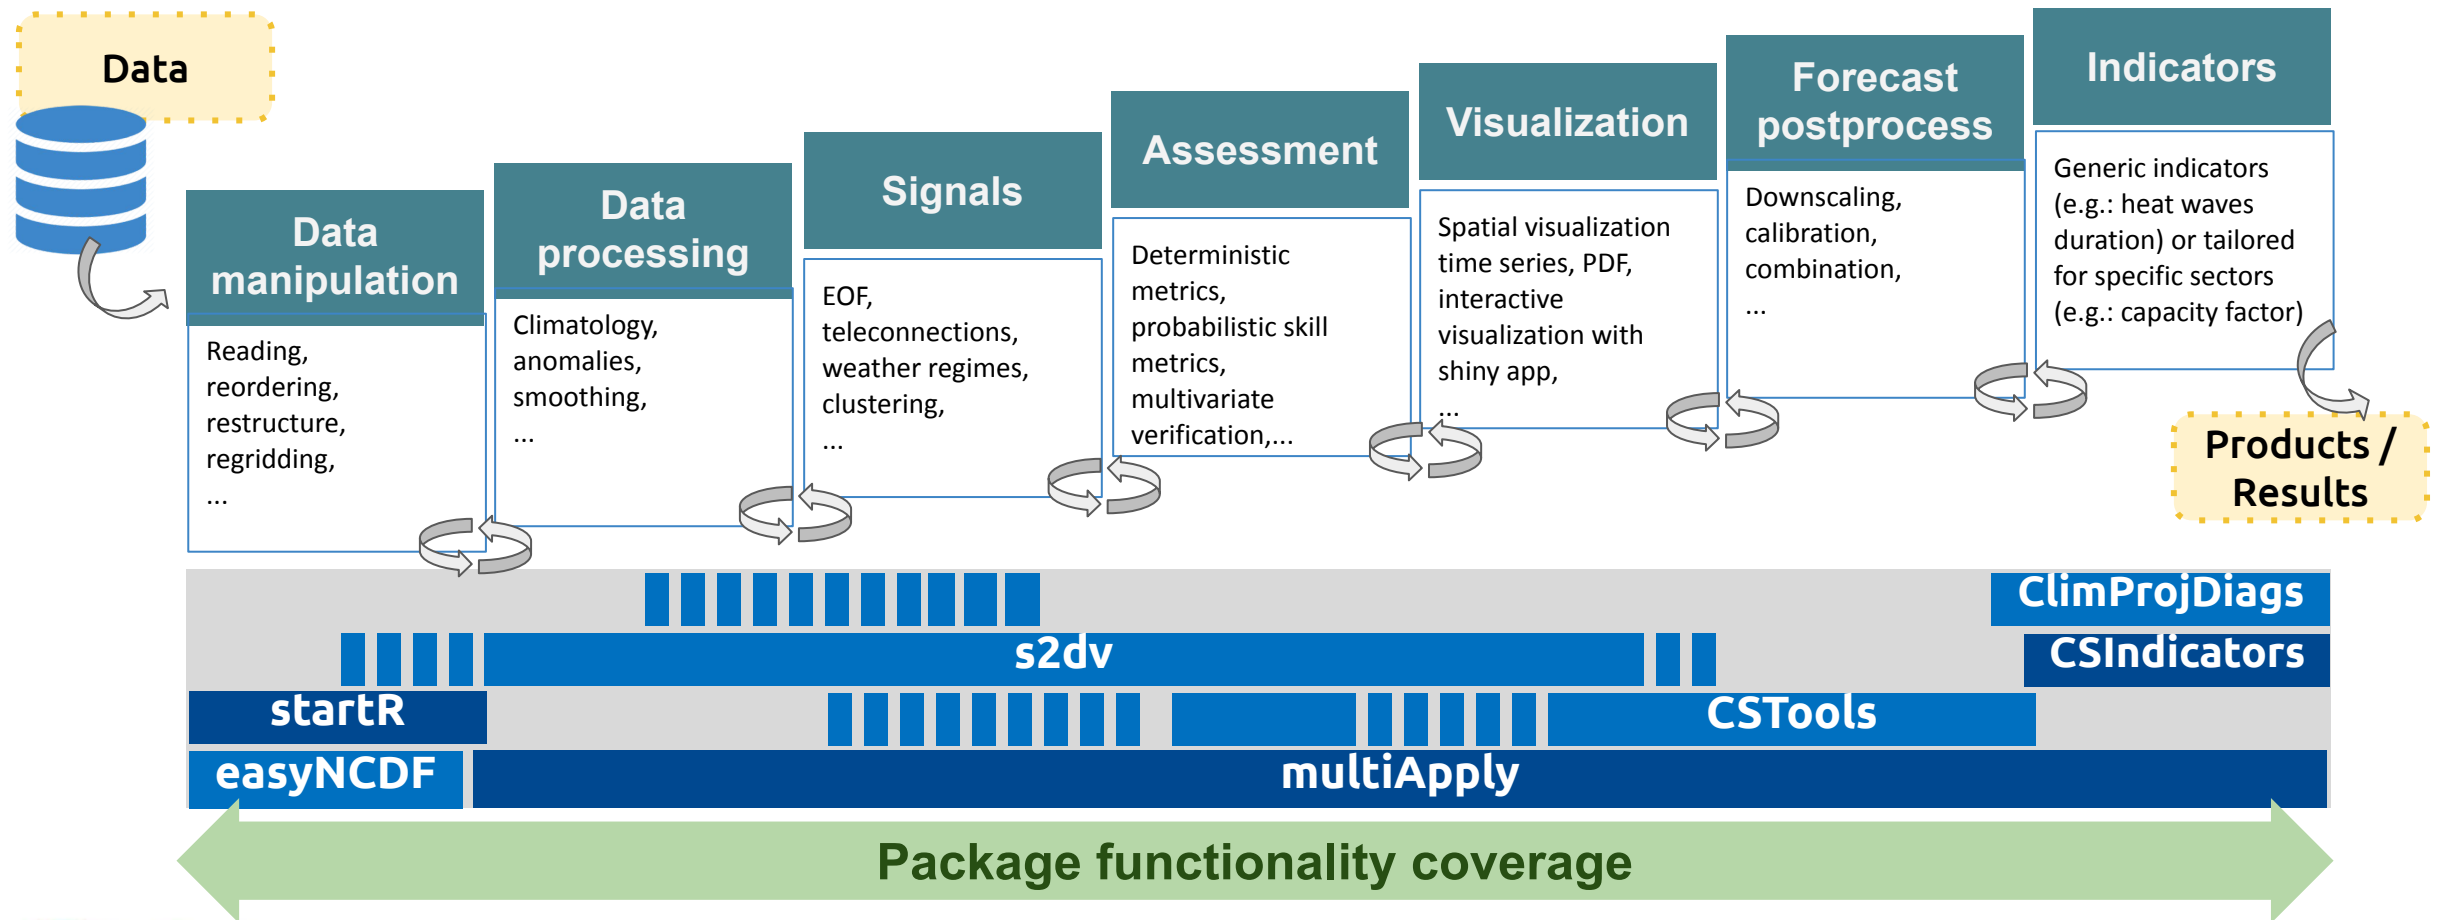 Data
Data
manipulation
Reading,
reordering,
restructure,
regridding,
...
Data
processing
Climatology,
anomalies,
smoothing,
...
Signals
EOF,
teleconnections,
weather regimes,
clustering,
...
Assessment
Deterministic
metrics,
probabilistic skill
metrics,
multivariate
verification,...
Visualization
Spatial visualization
time series, PDF,
interactive
visualization with
shiny app,
...
Forecast
postprocess
Downscaling,
calibration,
combination,
...
Indicators
Generic indicators
(e.g.: heat waves
duration) or tailored
for specific sectors
(e.g.: capacity factor)
Products /
Results
ClimProjDiags
s2dv
CSIndicators
startR
CSTools
easyNCDF
multiApply
Package functionality coverage